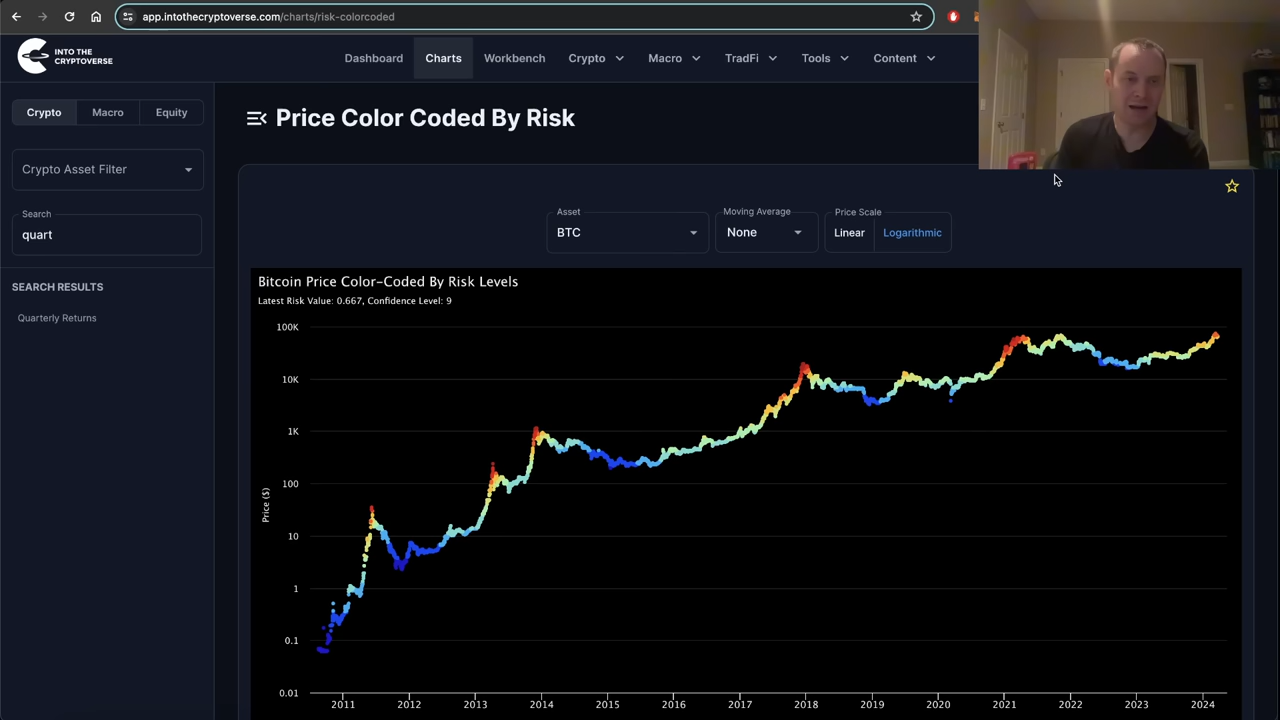 app.intothecryptoverse.com/charts/risk-colorcoded
INTO THE
CRYPTOVERSE
Dashboard Charts Workbench Crypto Macro TradFi Tools Content
Crypto Macro Equity
Price Color Coded By Risk
Crypto Asset Filter
Search
quart
SEARCH RESULTS
Quarterly Returns
Asset
BTC
Moving Average
None
Price Scale
Linear Logarithmic
Bitcoin Price Color-Coded By Risk Levels
Latest Risk Value: 0.667, Confidence Level: 9
Price ($)
100K
10K
1K
100
10
1
0.1
0.01
2011 2012 2013 2014 2015 2016 2017 2018 2019 2020 2021 2022 2023 2024